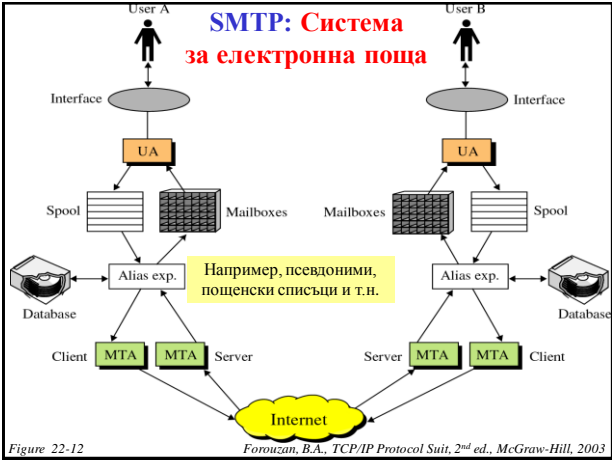 User A
SMTP: Система
User B
за електронна поща
Interface
Interface
UA
UA
Spool
Mailboxes
Mailboxes
Spool
Alias exp.
Например, псевдоними,
пощенски списъци и т.н.
Alias exp.
Database
Database
Client
MTA
MTA
Server
Server
MTA
MTA
Client
Internet
Figure 22-12
Forouzan, B.A., TCP/IP Protocol Suit, 2nd ed., McGraw-Hill, 2003